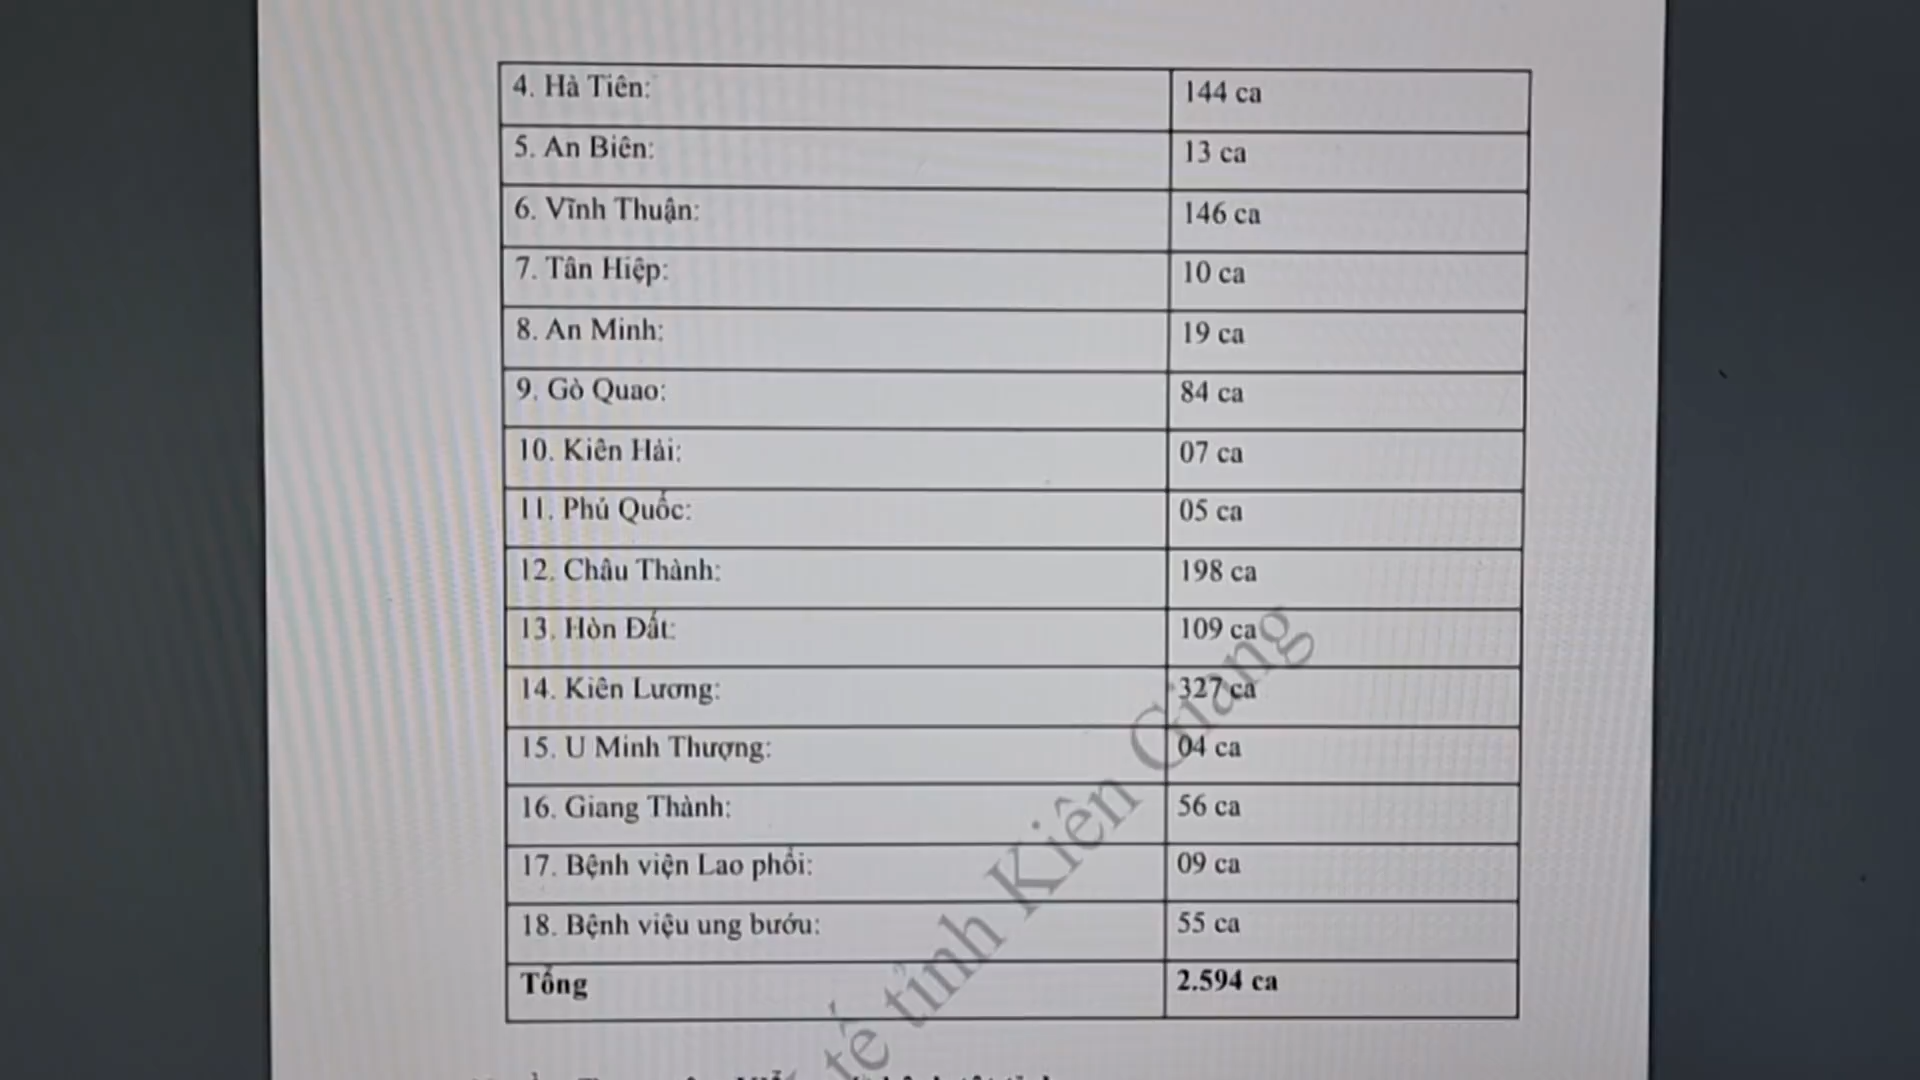 4. Hà Tiên: 144 ca
5. An Biên: 13 ca
6. Vĩnh Thuận: 146 ca
7. Tân Hiệp: 10 ca
8. An Minh: 19 ca
9. Gò Quao: 84 ca
10. Kiên Hải: 07 ca
11. Phú Quốc: 05 ca
12. Châu Thành: 198 ca
13. Hòn Đất: 109 ca
14. Kiên Lương: 327 ca
15. U Minh Thượng: 04 ca
16. Giang Thành: 56 ca
17. Bệnh viện Lao phổi: 09 ca
18. Bệnh việu ung bướu: 55 ca
Tổng 2.594 ca
tế tỉnh Kiên Giang